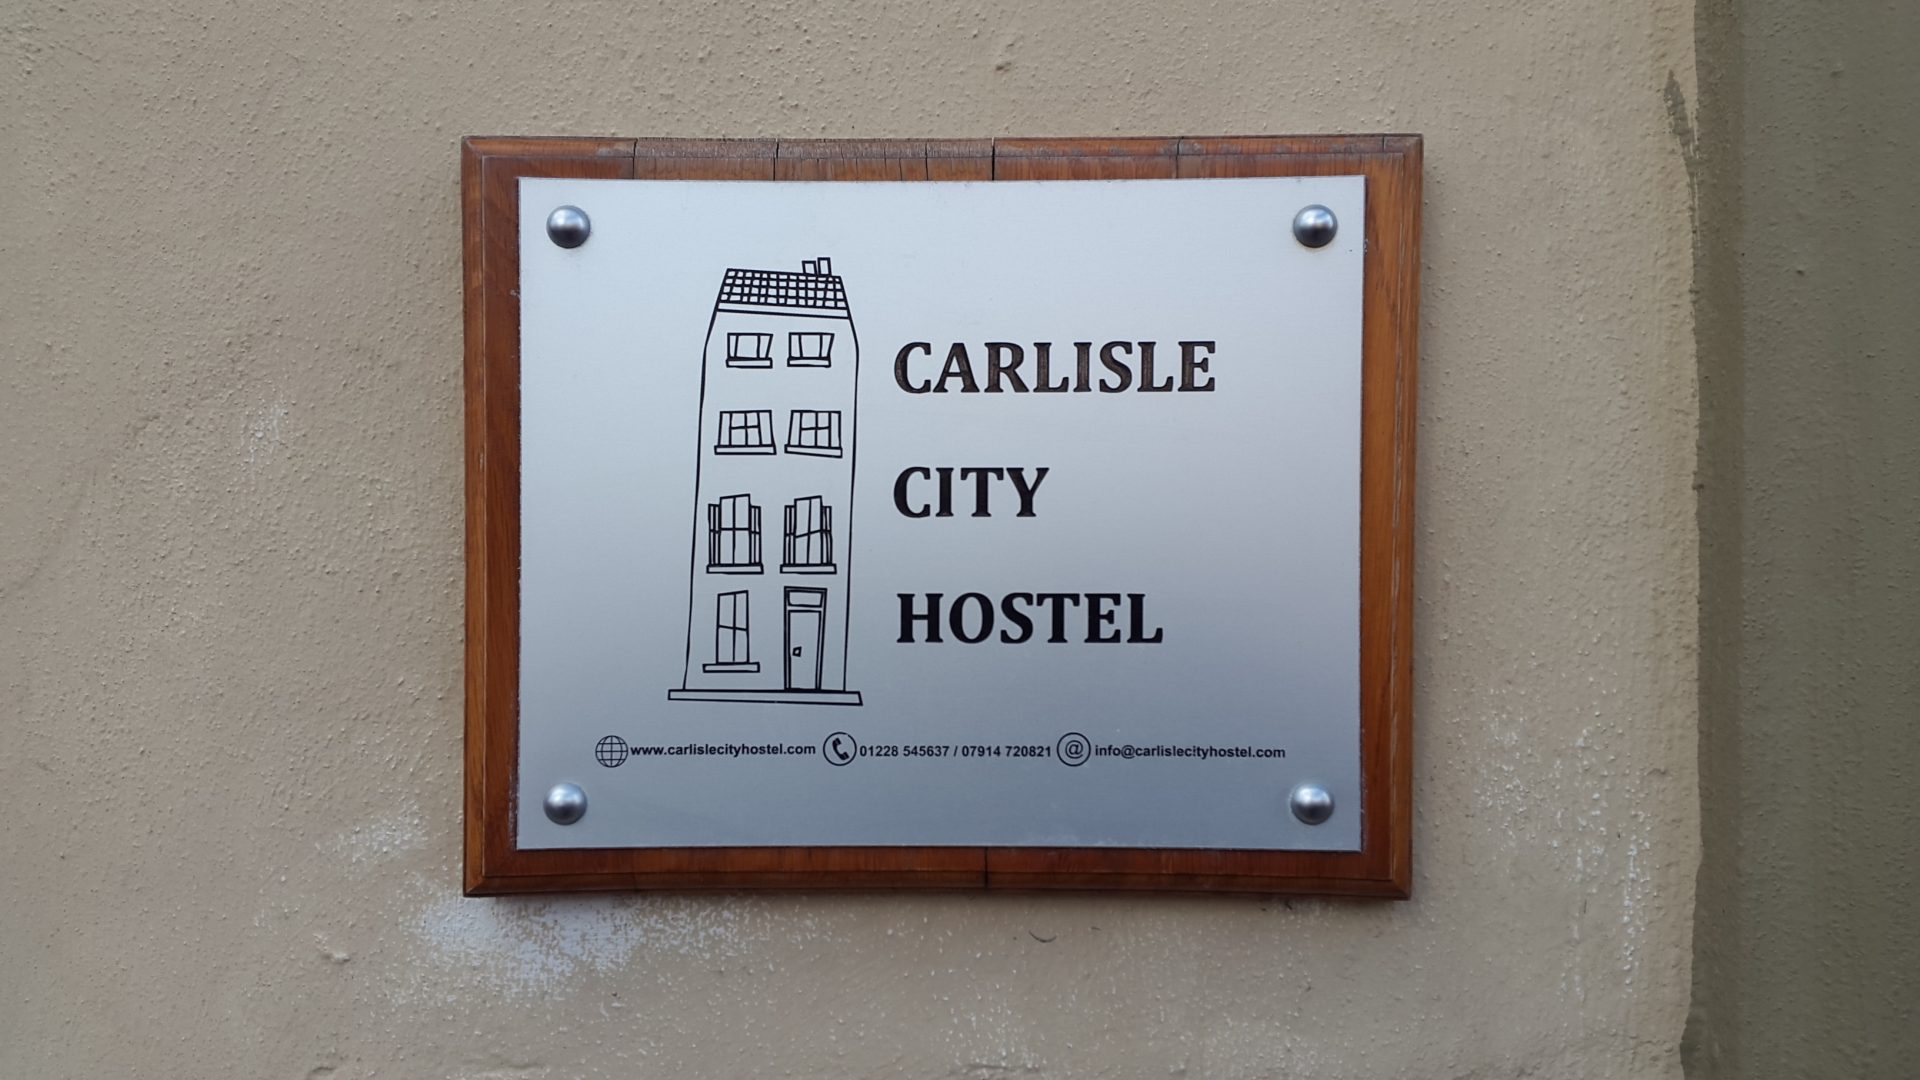 CARLISLE
CITY
HOSTEL
www.carlislecityhostel.com 01228 545637 / 07914 720821 @ info@carlislecityhostel.com